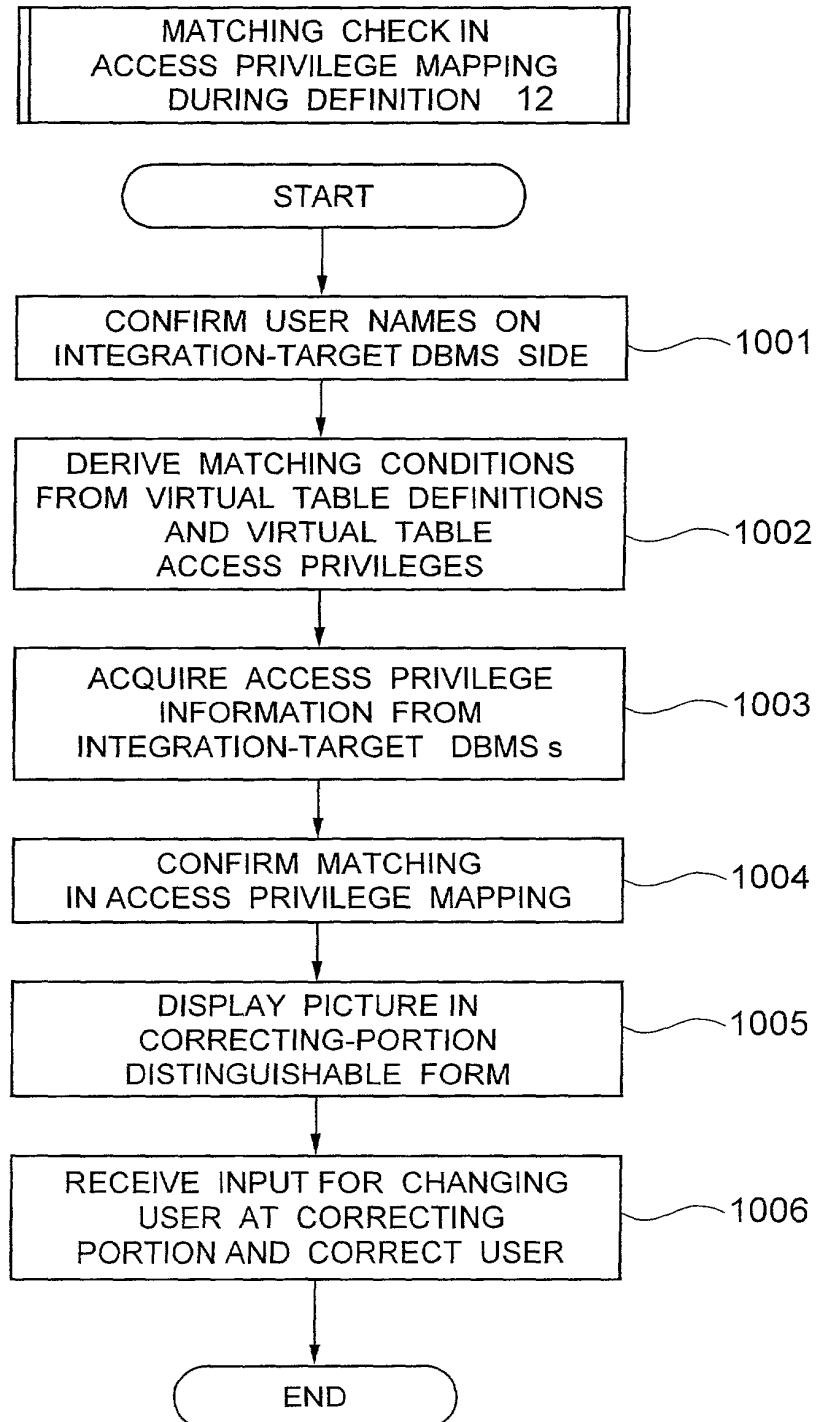 MATCHING CHECK IN
ACCESS PRIVILEGE MAPPING
DURING DEFINITION 12
START
CONFIRM USER NAMES ON
INTEGRATION-TARGET DBMS SIDE
1001
DERIVE MATCHING CONDITIONS
FROM VIRTUAL TABLE DEFINITIONS
AND VIRTUAL TABLE
ACCESS PRIVILEGES
1002
ACQUIRE ACCESS PRIVILEGE
INFORMATION FROM
INTEGRATION-TARGET DBMS s
1003
CONFIRM MATCHING
IN ACCESS PRIVILEGE MAPPING
1004
DISPLAY PICTURE IN
CORRECTING-PORTION
DISTINGUISHABLE FORM
1005
RECEIVE INPUT FOR CHANGING
USER AT CORRECTING
PORTION AND CORRECT USER
1006
END